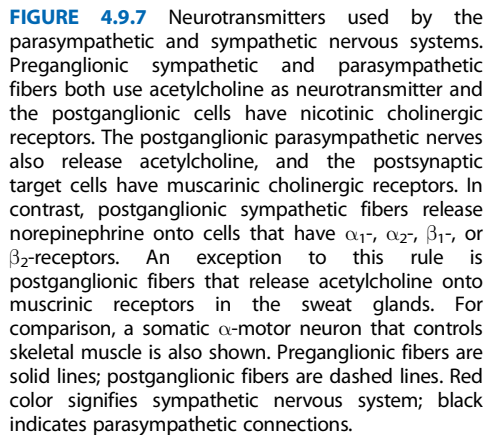 FIGURE 4.9.7 Neurotransmitters used by the
parasympathetic and sympathetic nervous systems.
Preganglionic sympathetic and parasympathetic
fibers both use acetylcholine as neurotransmitter and
the postganglionic cells have nicotinic cholinergic
receptors. The postganglionic parasympathetic nerves
also release acetylcholine, and the postsynaptic
target cells have muscarinic cholinergic receptors. In
contrast, postganglionic sympathetic fibers release
norepinephrine onto cells that have α₁-, α₂-, β₁-, or
β₂-receptors. An exception to this rule is
postganglionic fibers that release acetylcholine onto
muscrinic receptors in the sweat glands. For
comparison, a somatic α-motor neuron that controls
skeletal muscle is also shown. Preganglionic fibers are
solid lines; postganglionic fibers are dashed lines. Red
color signifies sympathetic nervous system; black
indicates parasympathetic connections.